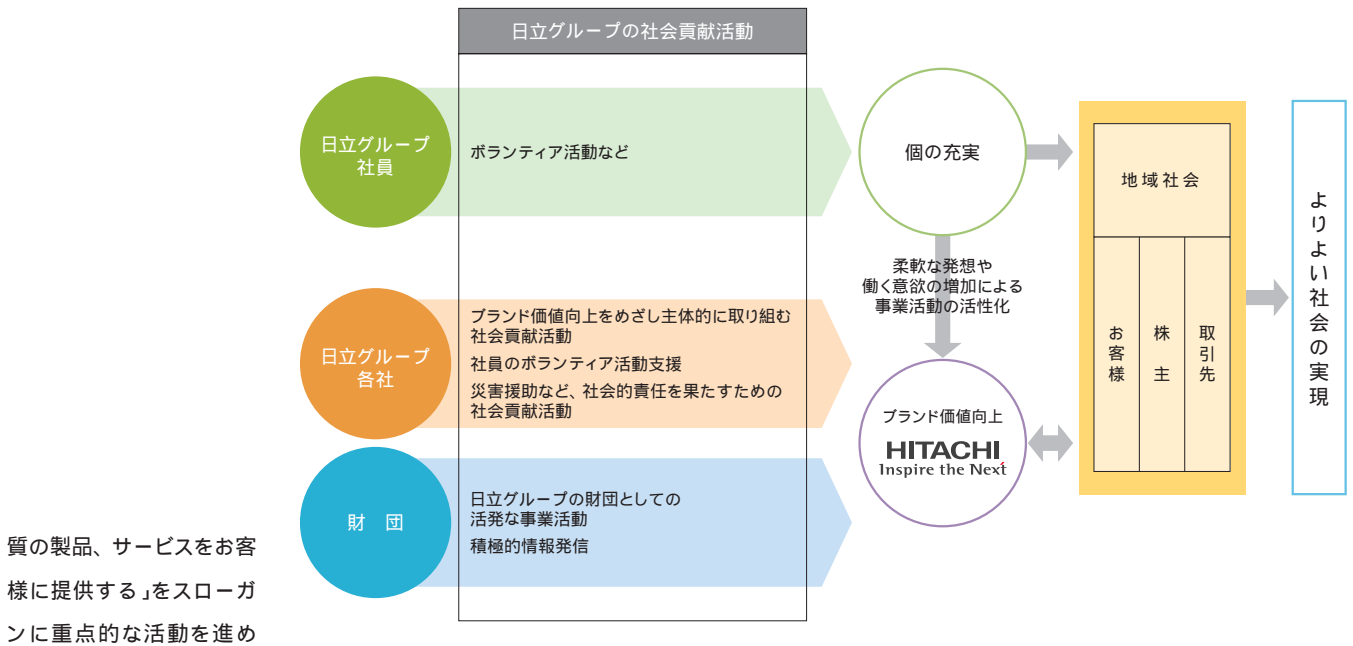 日立グループの社会貢献活動
日立グループ
社員
ボランティア活動など
個の充実
柔軟な発想や
働く意欲の増加による
事業活動の活性化
日立グループ
各社
ブランド価値向上をめざし主体的に取り組む
社会貢献活動
社員のボランティア活動支援
災害援助など、社会的責任を果たすための
社会貢献活動
ブランド価値向上
HITACHI
Inspire the Next
財 団
日立グループの財団としての
活発な事業活動
積極的情報発信
地域社会
お客様
株主
取引先
よりよい社会の実現
質の製品、サービスをお客
様に提供する」をスローガ
ンに重点的な活動を進め